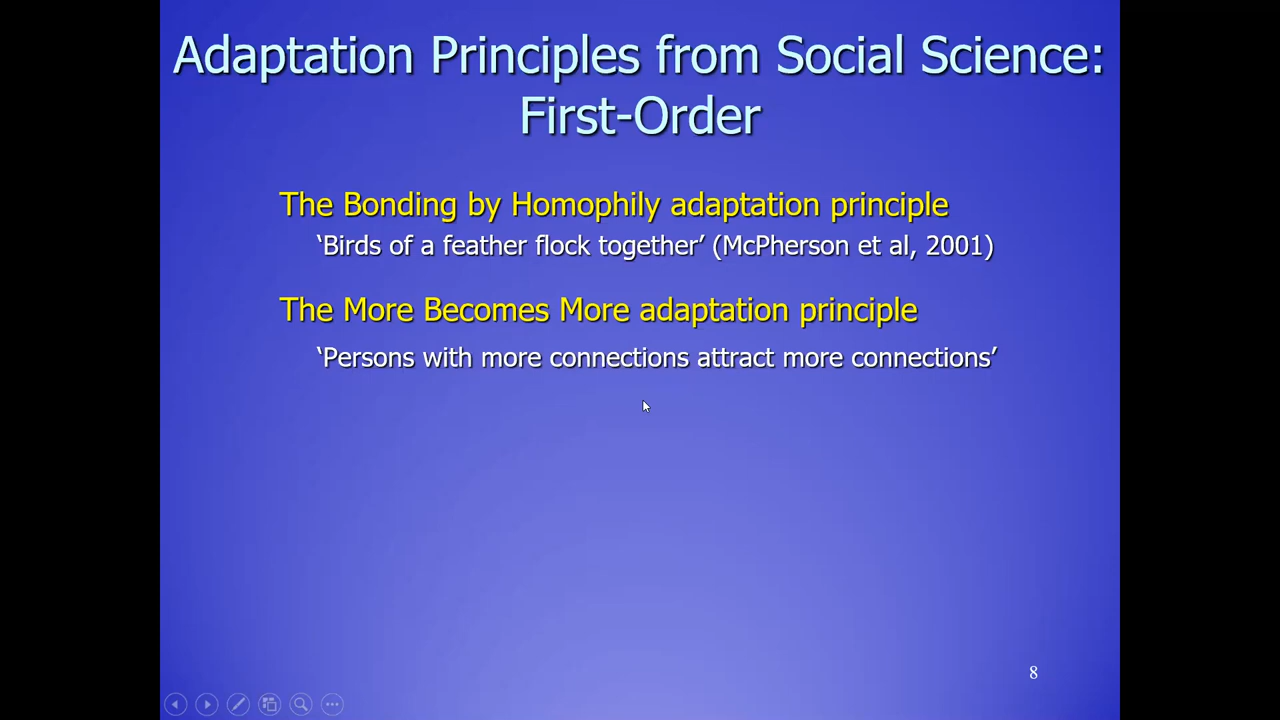 Adaptation Principles from Social Science:
First-Order
The Bonding by Homophily adaptation principle
‘Birds of a feather flock together’ (McPherson et al, 2001)
The More Becomes More adaptation principle
‘Persons with more connections attract more connections’
8